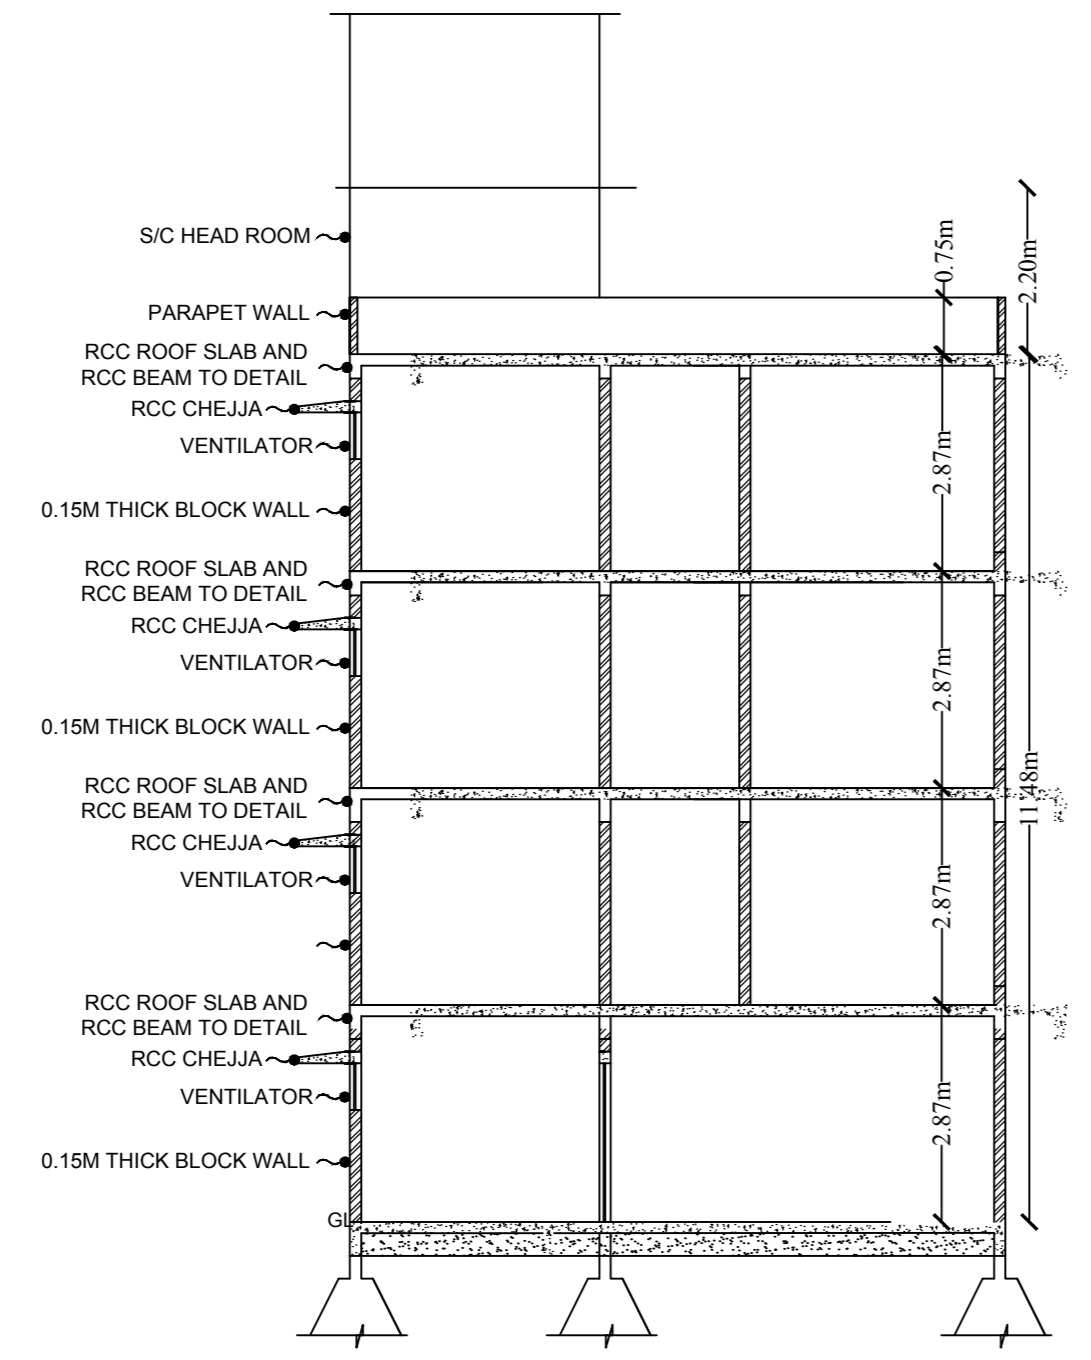 S/C HEAD ROOM
0.75m
2.20m
PARAPET WALL
RCC ROOF SLAB AND
RCC BEAM TO DETAIL
RCC CHEJJA
VENTILATOR
2.87m
0.15M THICK BLOCK WALL
RCC ROOF SLAB AND
RCC BEAM TO DETAIL
RCC CHEJJA
VENTILATOR
2.87m
0.15M THICK BLOCK WALL
11.48m
RCC ROOF SLAB AND
RCC BEAM TO DETAIL
RCC CHEJJA
VENTILATOR
2.87m
RCC ROOF SLAB AND
RCC BEAM TO DETAIL
RCC CHEJJA
VENTILATOR
2.87m
0.15M THICK BLOCK WALL
GL